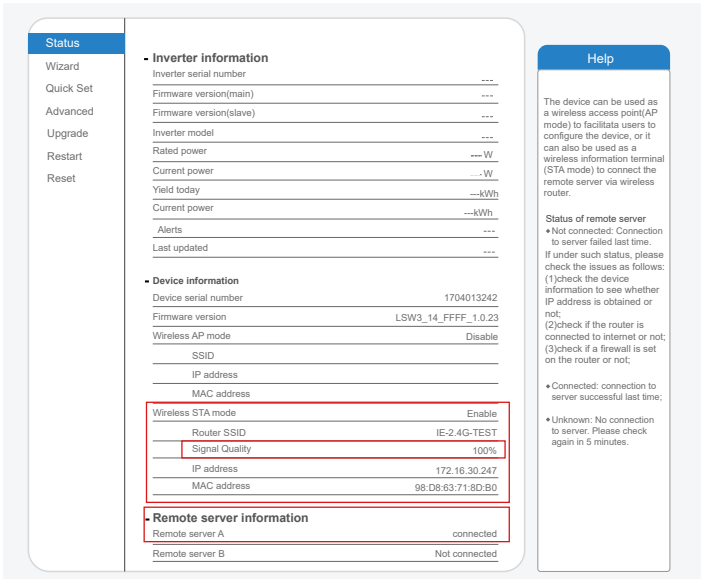 Status
Wizard
Quick Set
Advanced
Upgrade
Restart
Reset
- Inverter information
Inverter serial number ---
Firmware version(main) ---
Firmware version(slave) ---
Inverter model ---
Rated power --- W
Current power --- W
Yield today ---kWh
Current power ---kWh
Alerts ---
Last updated ---
- Device information
Device serial number 1704013242
Firmware version LSW3_14_FFFF_1.0.23
Wireless AP mode Disable
SSID
IP address
MAC address
Wireless STA mode Enable
Router SSID IE-2.4G-TEST
Signal Quality 100%
IP address 172.16.30.247
MAC address 98:D8:63:71:8D:B0
- Remote server information
Remote server A connected
Remote server B Not connected
Help
The device can be used as
a wireless access point(AP
mode) to facilitata users to
configure the device, or it
can also be used as a
wireless information terminal
(STA mode) to connect the
remote server via wireless
router.
Status of remote server
◆Not connected: Connection
to server failed last time.
If under such status, please
check the issues as follows:
(1)check the device
information to see whether
IP address is obtained or
not;
(2)check if the router is
connected to internet or not;
(3)check if a firewall is set
on the router or not;
◆Connected: connection to
server successful last time;
◆Unknown: No connection
to server. Please check
again in 5 minutes.